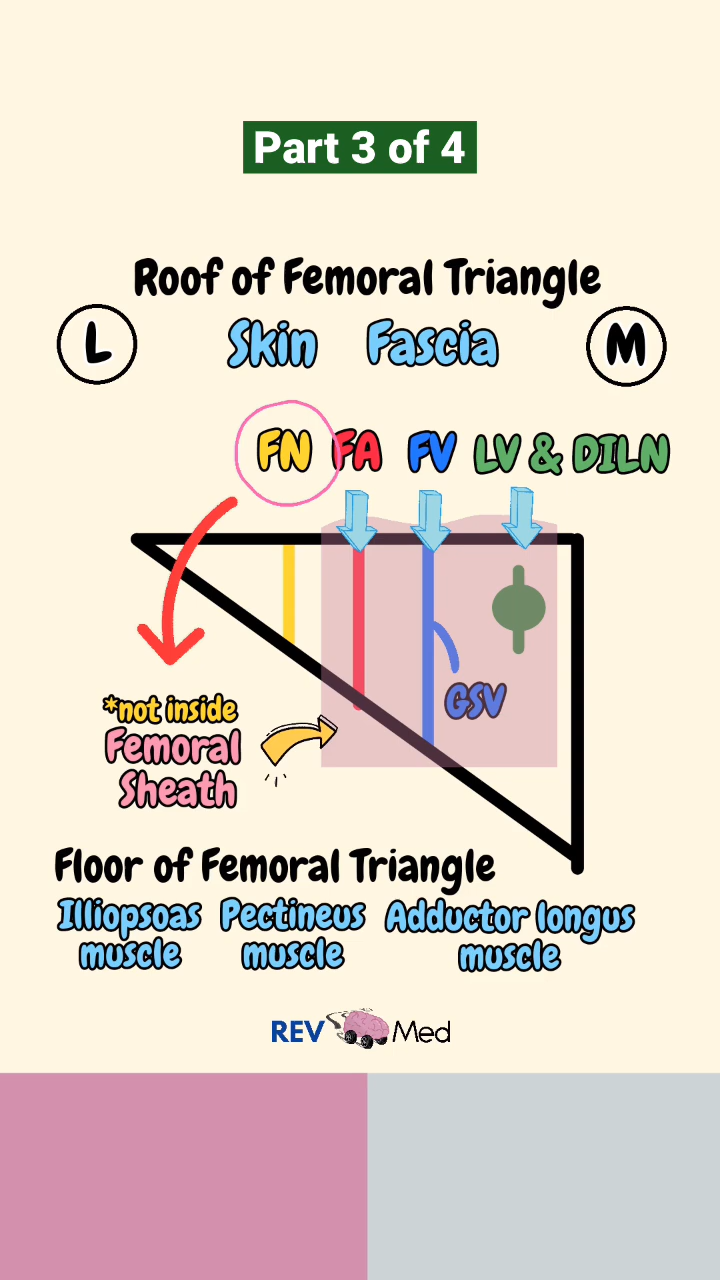 Part 3 of 4
Roof of Femoral Triangle
L Skin Fascia M
FN FA FV LV & DILN
GSV
*not inside
Femoral
Sheath
Floor of Femoral Triangle
Illiopsoas Pectineus Adductor longus
muscle muscle muscle
REV Med